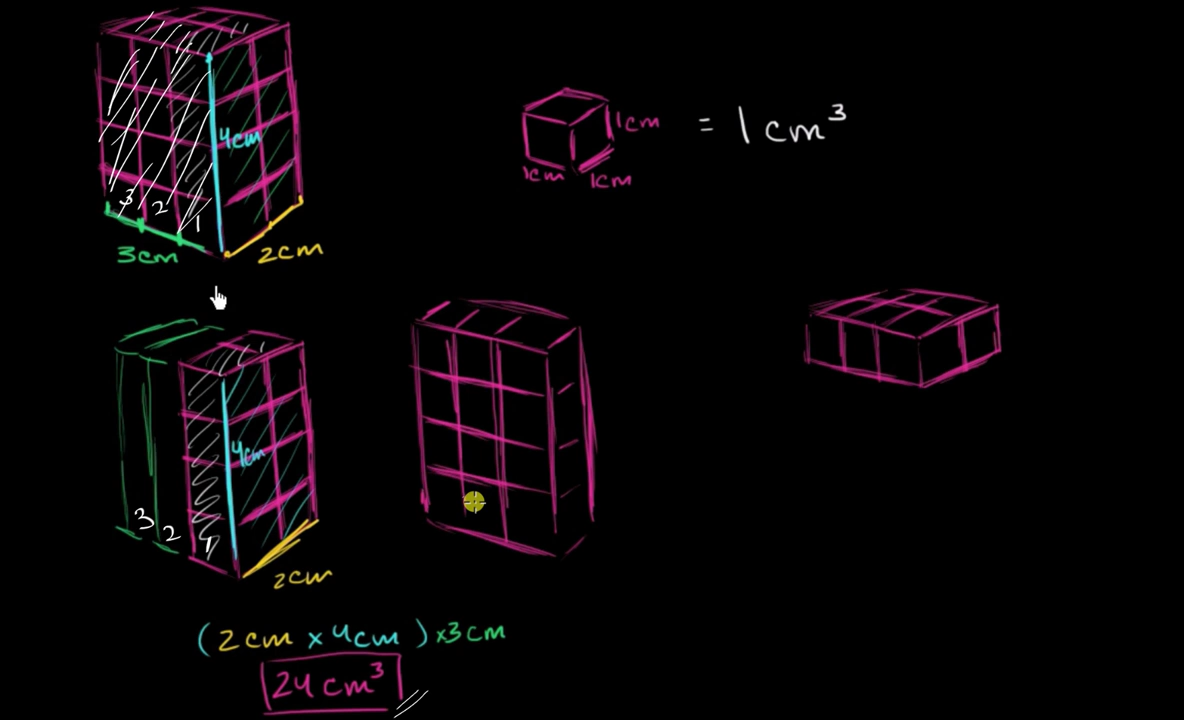 4cm
3 2 1
3cm
2cm
1cm
1cm 1cm
= 1 cm³
4cm
3 2 1
2cm
(2cm x 4cm) x 3cm
24 cm³